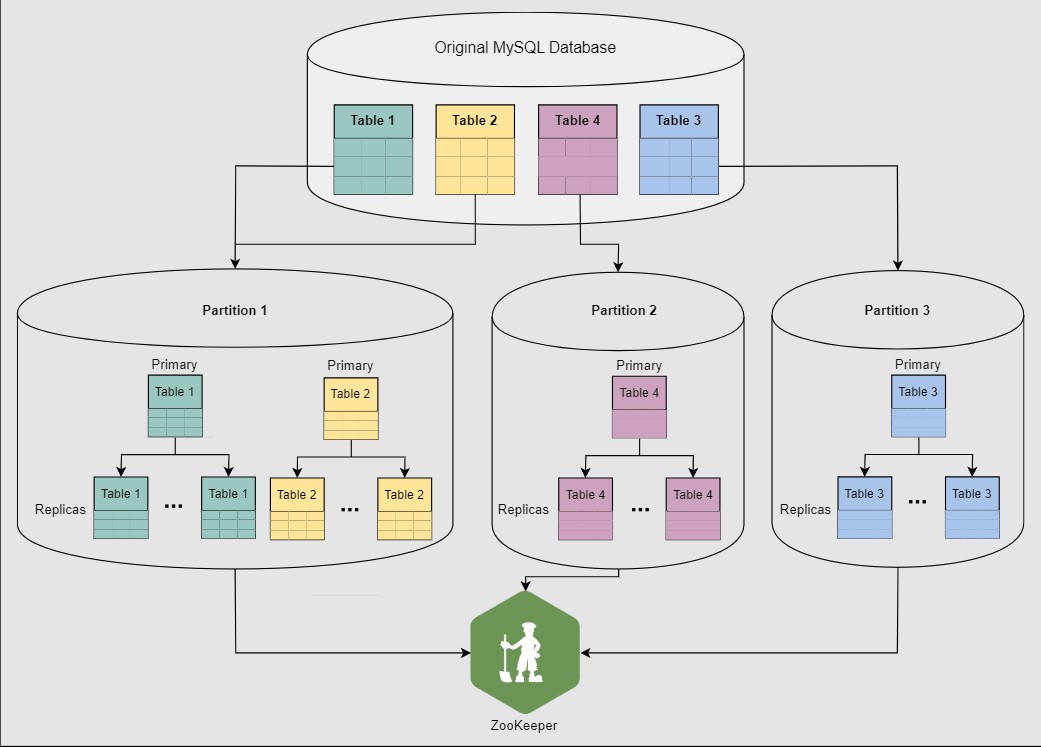 Original MySQL Database
Table 1
Table 2
Table 4
Table 3
Partition 1
Partition 2
Partition 3
Primary
Primary
Primary
Primary
Table 1
Table 2
Table 4
Table 3
Replicas
Table 1
...
Table 1
Table 2
...
Table 2
Replicas
Table 4
...
Table 4
Replicas
Table 3
...
Table 3
ZooKeeper